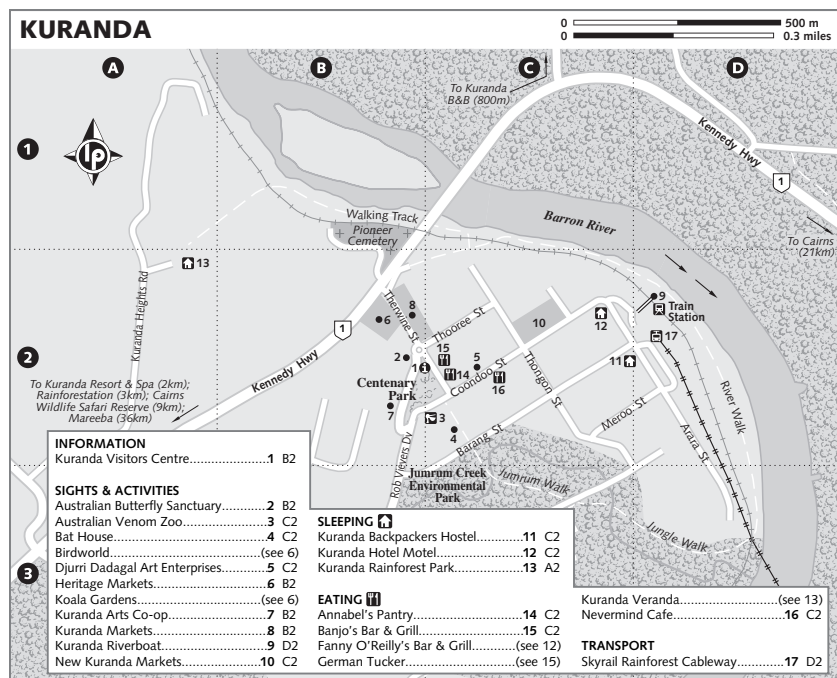 KURANDA
0 500 m
0 0.3 miles
A
B
C
D
To Kuranda
B&B (800m)
1
lp
Kennedy Hwy
1
Walking Track
Pioneer
Cemetery
Barron River
To Cairns
(21km)
13
Kuranda Heights Rd
9
Train
Station
Therwine St
8
6
Thooree St
10
12
1
17
2
15
2
5
11
1
i
14
Coondoo St
16
Thongon St
Kennedy Hwy
Centenary
Park
To Kuranda Resort & Spa (2km);
Rainforestation (3km); Cairns
Wildlife Safari Reserve (9km);
Mareeba (36km)
7
3
4
Barang St
Meroo St
Arara St
River Walk
Rob Vievers Dr
Jumrum Creek
Environmental
Park
Jumrum Walk
Jungle Walk
3
INFORMATION
Kuranda Visitors Centre...........................1 B2
SIGHTS & ACTIVITIES
Australian Butterfly Sanctuary............2 B2
Australian Venom Zoo.........................3 C2
Bat House............................................4 C2
Birdworld.....................................(see 6)
Djurri Dadagal Art Enterprises...........5 C2
Heritage Markets................................6 B2
Koala Gardens..............................(see 6)
Kuranda Arts Co-op............................7 B2
Kuranda Markets.................................8 B2
Kuranda Riverboat..............................9 D2
New Kuranda Markets......................10 C2
SLEEPING
Kuranda Backpackers Hostel............11 C2
Kuranda Hotel Motel.......................12 C2
Kuranda Rainforest Park..................13 A2
EATING
Annabel's Pantry..............................14 C2
Banjo's Bar & Grill............................15 C2
Fanny O'Reilly's Bar & Grill.........(see 12)
German Tucker...........................(see 15)
Kuranda Veranda........................(see 13)
Nevermind Cafe...............................16 C2
TRANSPORT
Skyrail Rainforest Cableway............17 D2